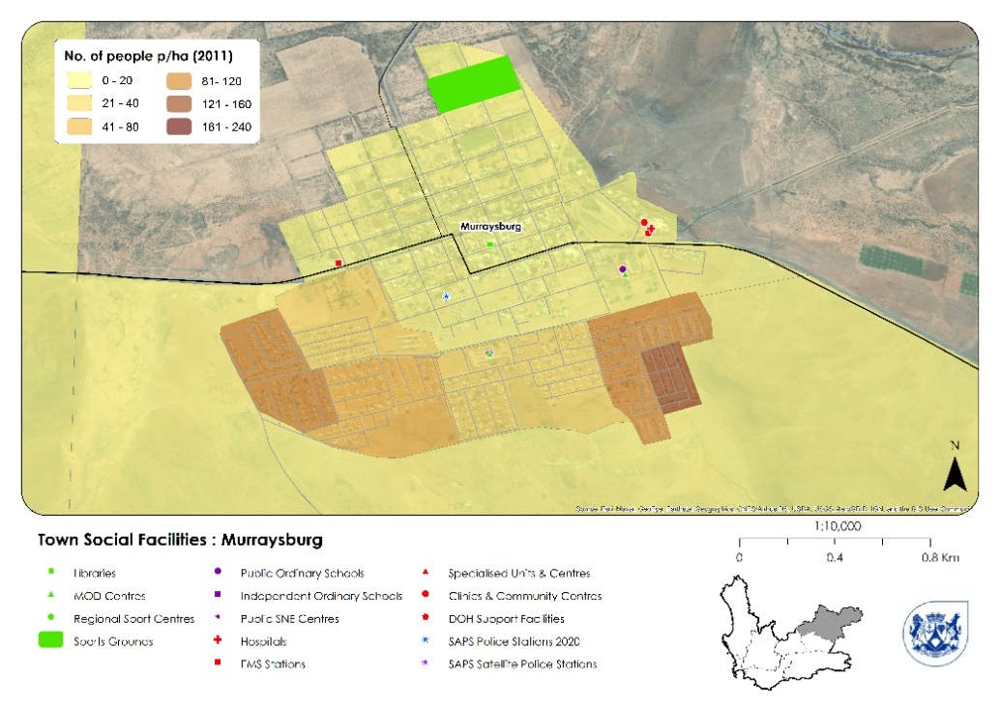 No. of people p/ha (2011)
0 - 20
21 - 40
41 - 80
81- 120
121 - 160
161 - 240
Murraysburg
N
Town Social Facilities : Murraysburg
Libraries
MOD Centres
Regional Sport Centres
Sports Grounds
Public Ordinary Schools
Independent Ordinary Schools
Public SNE Centres
Hospitals
EMS Stations
Specialised Units & Centres
Clinics & Community Centres
DOH Support Facilities
SAPS Police Stations 2020
SAPS Satellite Police Stations
1:10,000
0 0.4 0.8 Km